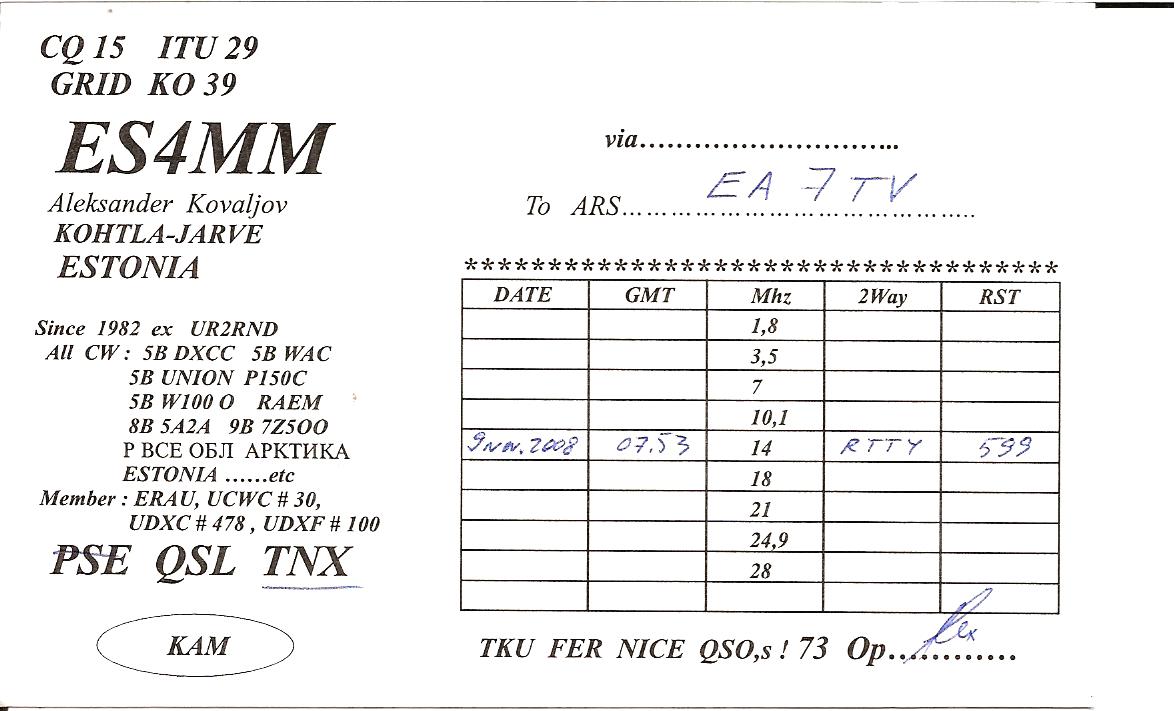 CQ 15 ITU 29
GRID KO 39
ES4MM
Aleksander Kovaljov
KOHTLA-JARVE
ESTONIA
Since 1982 ex UR2RND
All CW : 5B DXCC 5B WAC
5B UNION P150C
5B W100 O RAEM
8B 5A2A 9B 7Z5OO
Р ВСЕ ОБЛ АРКТИКА
ESTONIA ......etc
Member : ERAU, UCWC # 30,
UDXC # 478 , UDXF # 100
PSE QSL TNX
KAM
via............................
To ARS.......................................... EA 7 TV
************************************
DATE GMT Mhz 2Way RST
1,8
3,5
7
10,1
9 Nov. 2008 07.53 14 RTTY 599
18
21
24,9
28
TKU FER NICE QSO,s ! 73 Op............ Alex